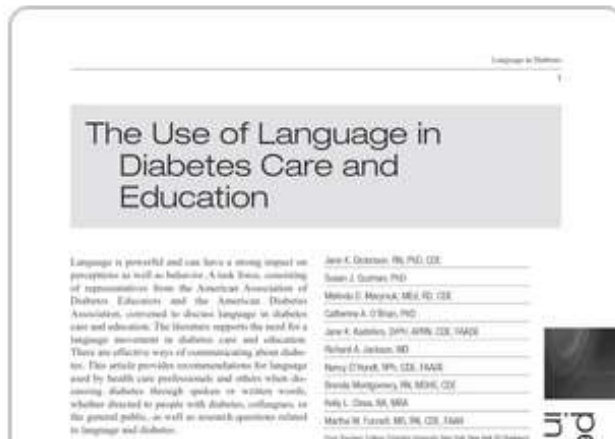 Language in Diabetes
1
The Use of Language in
Diabetes Care and
Education
Language is powerful and can have a strong impact on
perceptions as well as behavior. A task force, consisting
of representatives from the American Association of
Diabetes Educators and the American Diabetes
Association, convened to discuss language in diabetes
care and education. The literature supports the need for a
language movement in diabetes care and education.
There are effective ways of communicating about diabe-
tes. This article provides recommendations for language
used by health care professionals and others when dis-
cussing diabetes through spoken or written words,
whether directed to people with diabetes, colleagues, or
the general public, as well as research questions related
to language and diabetes.
Jane K. Dickinson, RN, PhD, CDE
Susan J. Guzman, PhD
Melinda D. Maryniuk, MEd, RD, CDE
Catherine A. O'Brian, PhD
Jane K. Kadohiro, DrPH, APRN, CDE, FAADE
Richard A. Jackson, MD
Nancy D'Hondt, RPh, CDE, FAADE
Brenda Montgomery, RN, MSHS, CDE
Kelly L. Close, BA, MBA
Martha M. Funnell, MS, RN, CDE, FAAN